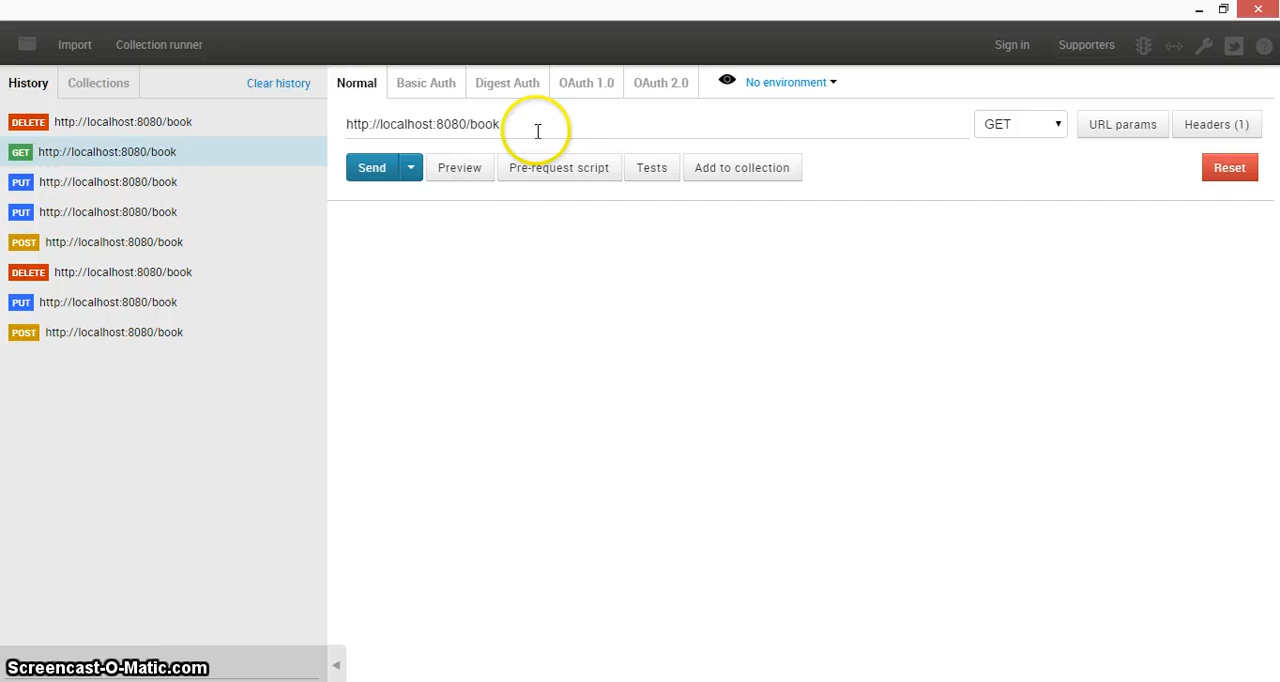 Import Collection runner Sign in Supporters
History Collections Clear history
Normal Basic Auth Digest Auth OAuth 1.0 OAuth 2.0 No environment
http://localhost:8080/book GET URL params Headers (1)
Send Preview Pre-request script Tests Add to collection Reset
DELETE http://localhost:8080/book
GET http://localhost:8080/book
PUT http://localhost:8080/book
PUT http://localhost:8080/book
POST http://localhost:8080/book
DELETE http://localhost:8080/book
PUT http://localhost:8080/book
POST http://localhost:8080/book
Screencast-O-Matic.com